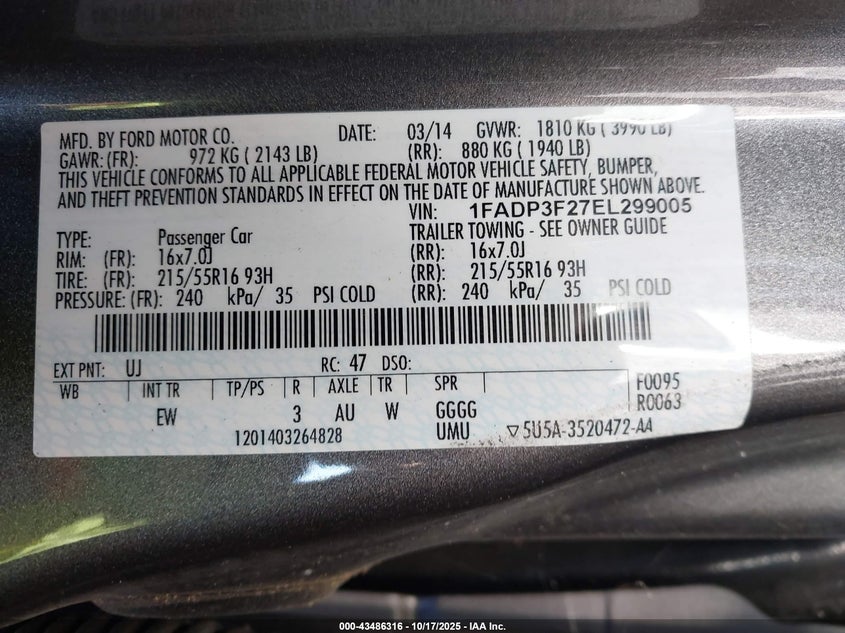 MFD. BY FORD MOTOR CO. DATE: 03/14 GVWR: 1810 KG ( 3990 LB)
GAWR: (FR): 972 KG ( 2143 LB) (RR): 880 KG ( 1940 LB)
THIS VEHICLE CONFORMS TO ALL APPLICABLE FEDERAL MOTOR VEHICLE SAFETY, BUMPER,
AND THEFT PREVENTION STANDARDS IN EFFECT ON THE DATE OF MANUFACTURE SHOWN ABOVE.
VIN: 1FADP3F27EL299005
TYPE: Passenger Car TRAILER TOWING - SEE OWNER GUIDE
RIM: (FR): 16x7.0J (RR): 16x7.0J
TIRE: (FR): 215/55R16 93H (RR): 215/55R16 93H
PRESSURE: (FR): 240 kPa/ 35 PSI COLD (RR): 240 kPa/ 35 PSI COLD
EXT PNT: UJ RC: 47 DSO:
WB INT TR TP/PS R AXLE TR SPR F0095
EW 3 AU W GGGG R0063
1201403264828 UMU ▽5U5A-3520472-AA
000-43486316 - 10/17/2025 - IAA Inc.